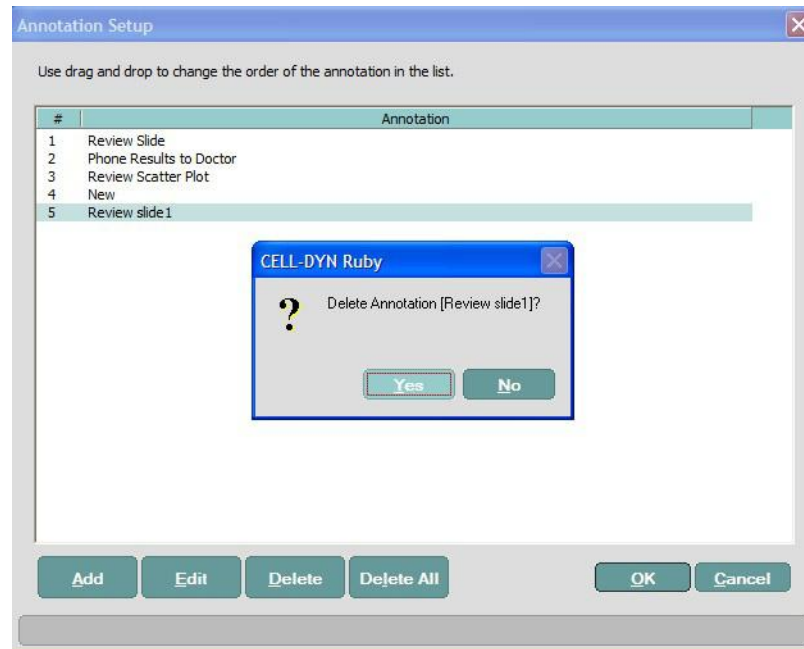 Annotation Setup
Use drag and drop to change the order of the annotation in the list.
# Annotation
1 Review Slide
2 Phone Results to Doctor
3 Review Scatter Plot
4 New
5 Review slide1
CELL-DYN Ruby
? Delete Annotation [Review slide1]?
Yes No
Add Edit Delete Delete All OK Cancel